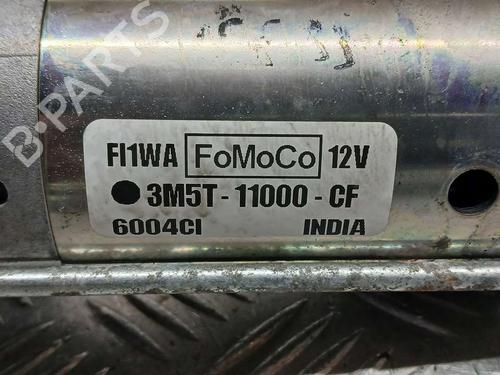 B-PARTS
FI1WA FoMoCo 12V
3M5T-11000-CF
6004CI INDIA